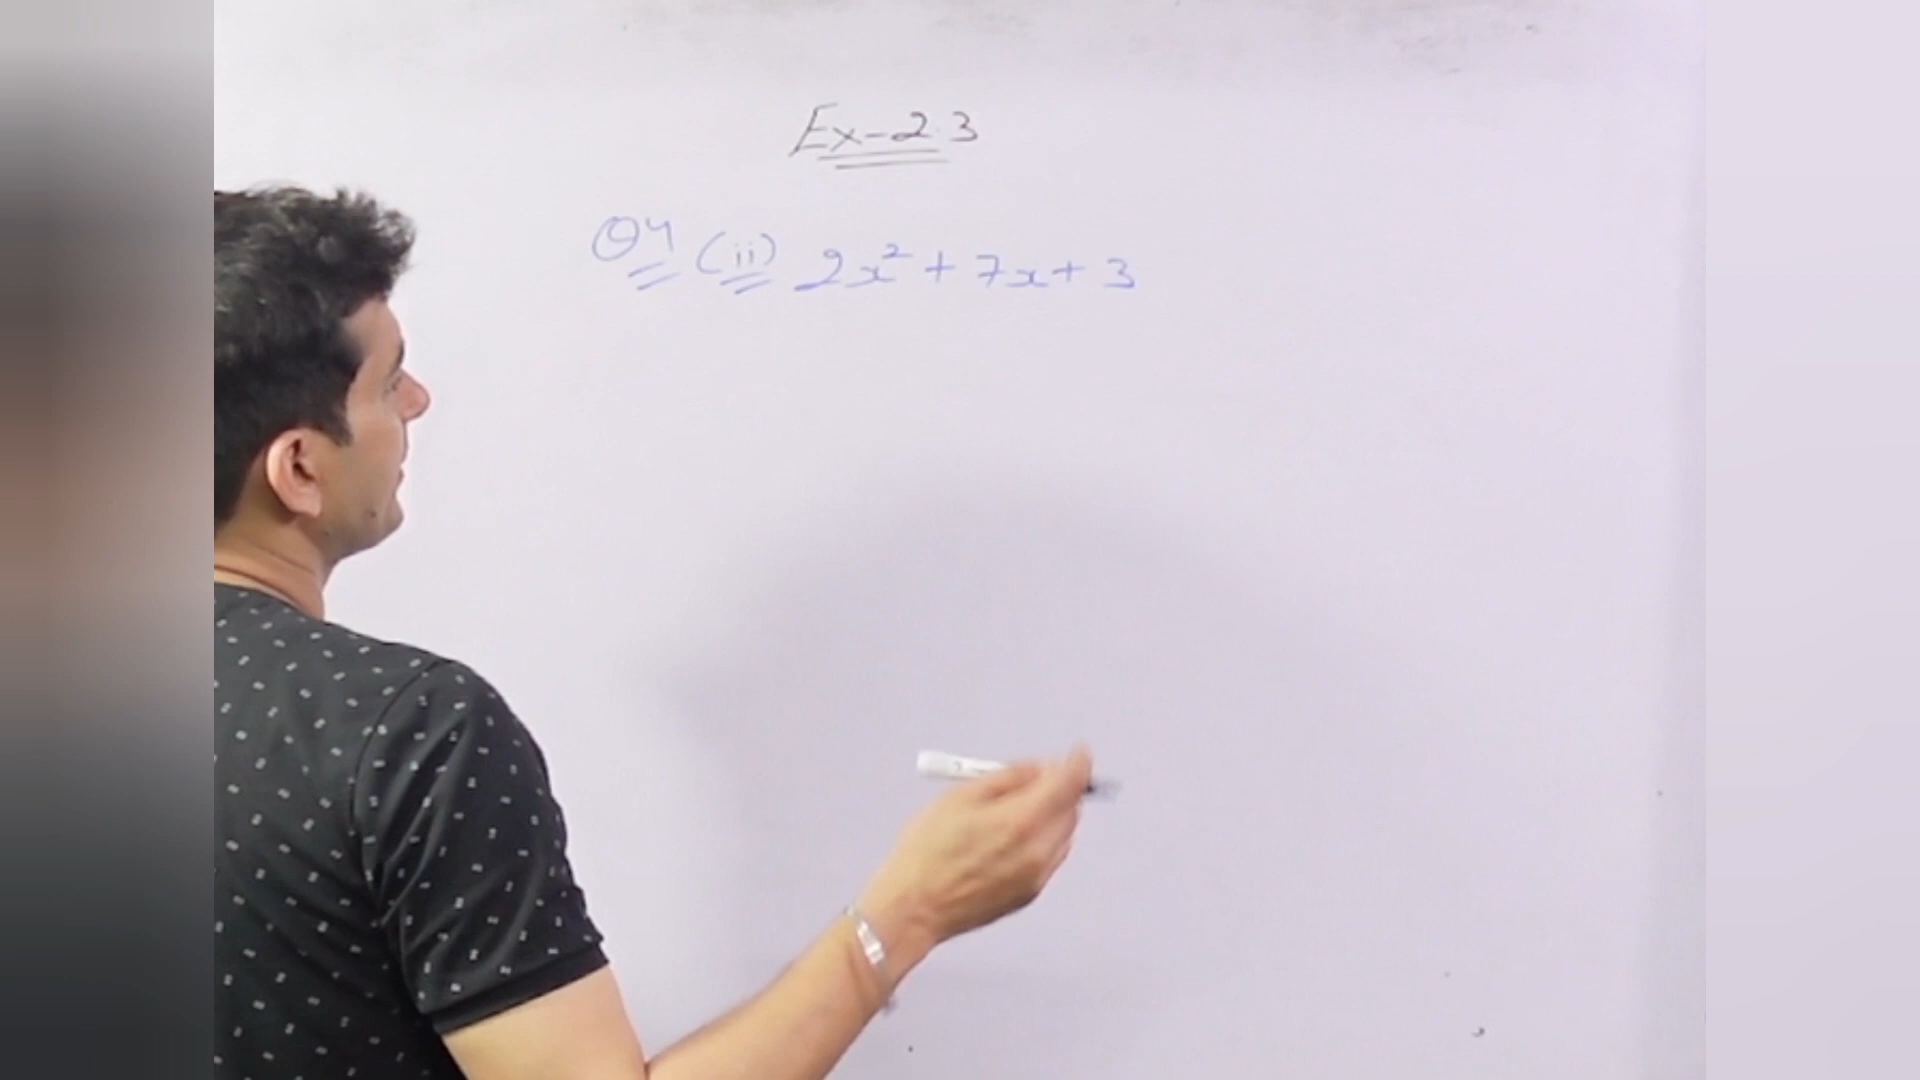 Ex-2.3
Q4 (ii) 2x² + 7x + 3